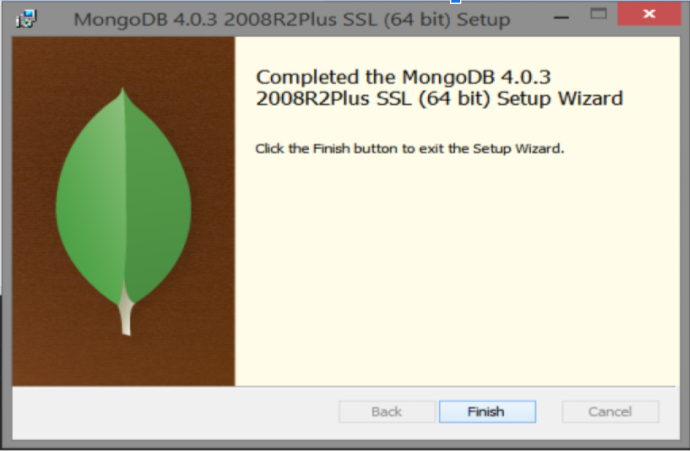 MongoDB 4.0.3 2008R2Plus SSL (64 bit) Setup
Completed the MongoDB 4.0.3
2008R2Plus SSL (64 bit) Setup Wizard
Click the Finish button to exit the Setup Wizard.
Back Finish Cancel